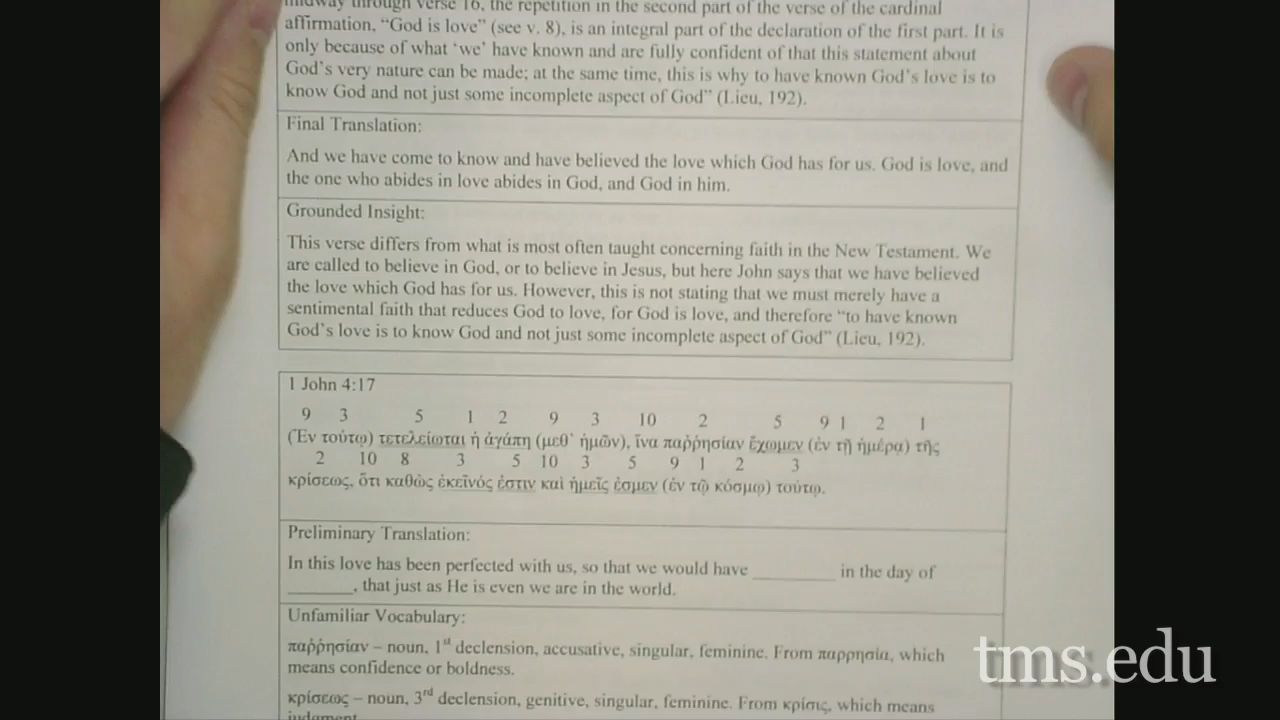 midway through verse 16, the repetition in the second part of the verse of the cardinal
affirmation, “God is love” (see v. 8), is an integral part of the declaration of the first part. It is
only because of what ‘we’ have known and are fully confident of that this statement about
God’s very nature can be made; at the same time, this is why to have known God’s love is to
know God and not just some incomplete aspect of God” (Lieu, 192).
Final Translation:
And we have come to know and have believed the love which God has for us. God is love, and
the one who abides in love abides in God, and God in him.
Grounded Insight:
This verse differs from what is most often taught concerning faith in the New Testament. We
are called to believe in God, or to believe in Jesus, but here John says that we have believed
the love which God has for us. However, this is not stating that we must merely have a
sentimental faith that reduces God to love, for God is love, and therefore “to have known
God’s love is to know God and not just some incomplete aspect of God” (Lieu, 192).
1 John 4:17
9 3 5 1 2 9 3 10 2 5 9 1 2 1
(Ἐν τούτῳ) τετελείωται ἡ ἀγάπη (μεθ᾽ ἡμῶν), ἵνα παῤῥησίαν ἔχωμεν (ἐν τῇ ἡμέρᾳ) τῆς
2 10 8 3 5 10 3 5 9 1 2 3
κρίσεως, ὅτι καθὼς ἐκεῖνός ἐστιν καὶ ἡμεῖς ἐσμεν (ἐν τῷ κόσμῳ) τούτῳ.
Preliminary Translation:
In this love has been perfected with us, so that we would have _________ in the day of
_______, that just as He is even we are in the world.
Unfamiliar Vocabulary:
παῤῥησίαν – noun, 1st declension, accusative, singular, feminine. From παρρησία, which
means confidence or boldness.
κρίσεως – noun, 3rd declension, genitive, singular, feminine. From κρίσις, which means
judgment.
tms.edu